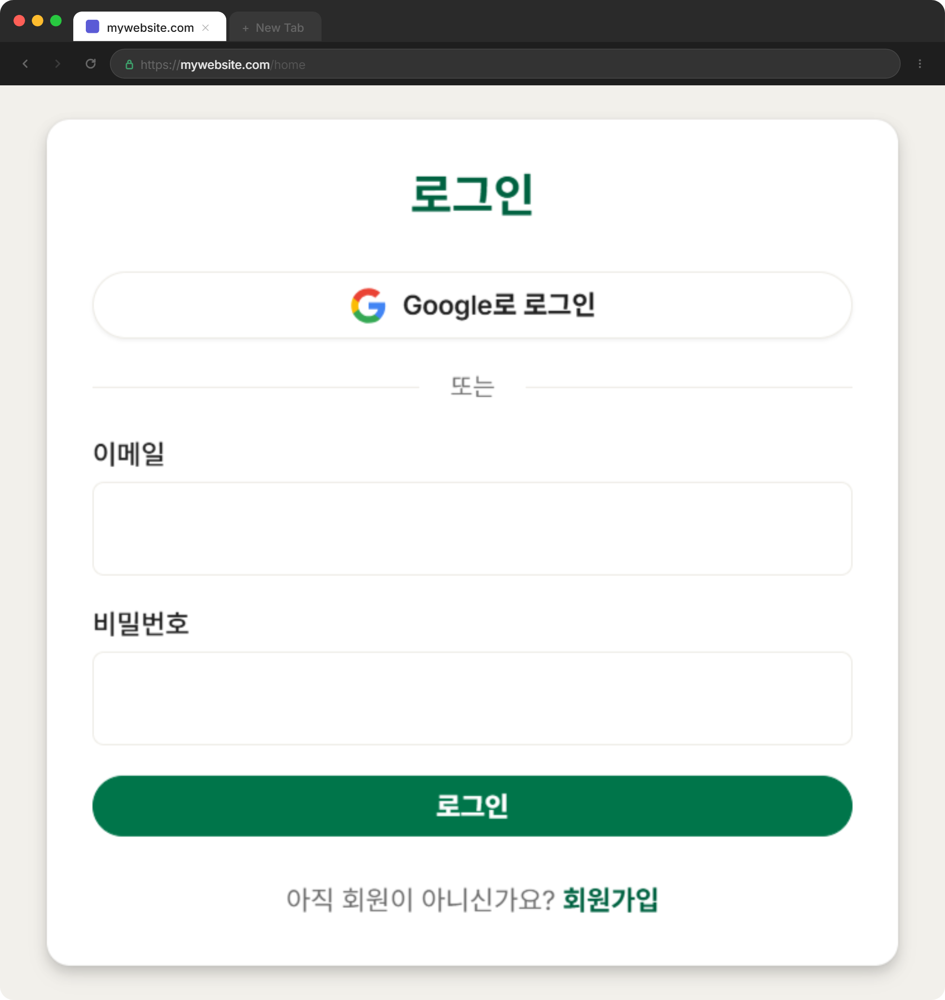 mywebsite.com
+ New Tab
https://mywebsite.com/home
로그인
Google로 로그인
또는
이메일
비밀번호
로그인
아직 회원이 아니신가요? 회원가입